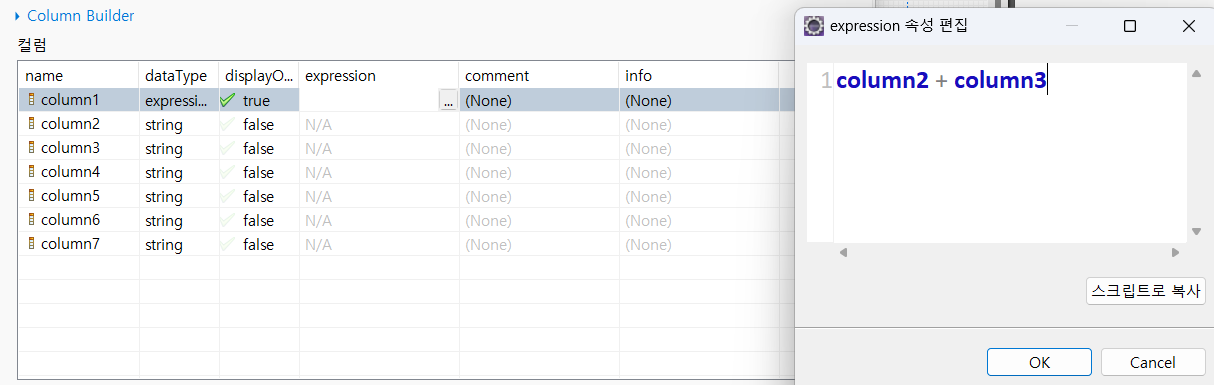 Column Builder
컬럼
name dataType displayO... expression comment info
column1 expressi... true ... (None) (None)
column2 string false N/A (None) (None)
column3 string false N/A (None) (None)
column4 string false N/A (None) (None)
column5 string false N/A (None) (None)
column6 string false N/A (None) (None)
column7 string false N/A (None) (None)
expression 속성 편집
1 column2 + column3
스크립트로 복사
OK Cancel